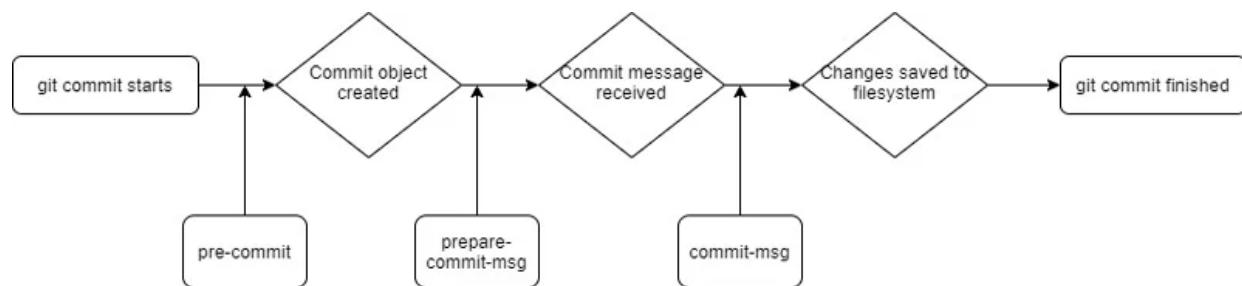 git commit starts
Commit object
created
Commit message
received
Changes saved to
filesystem
git commit finished
pre-commit
prepare-
commit-msg
commit-msg